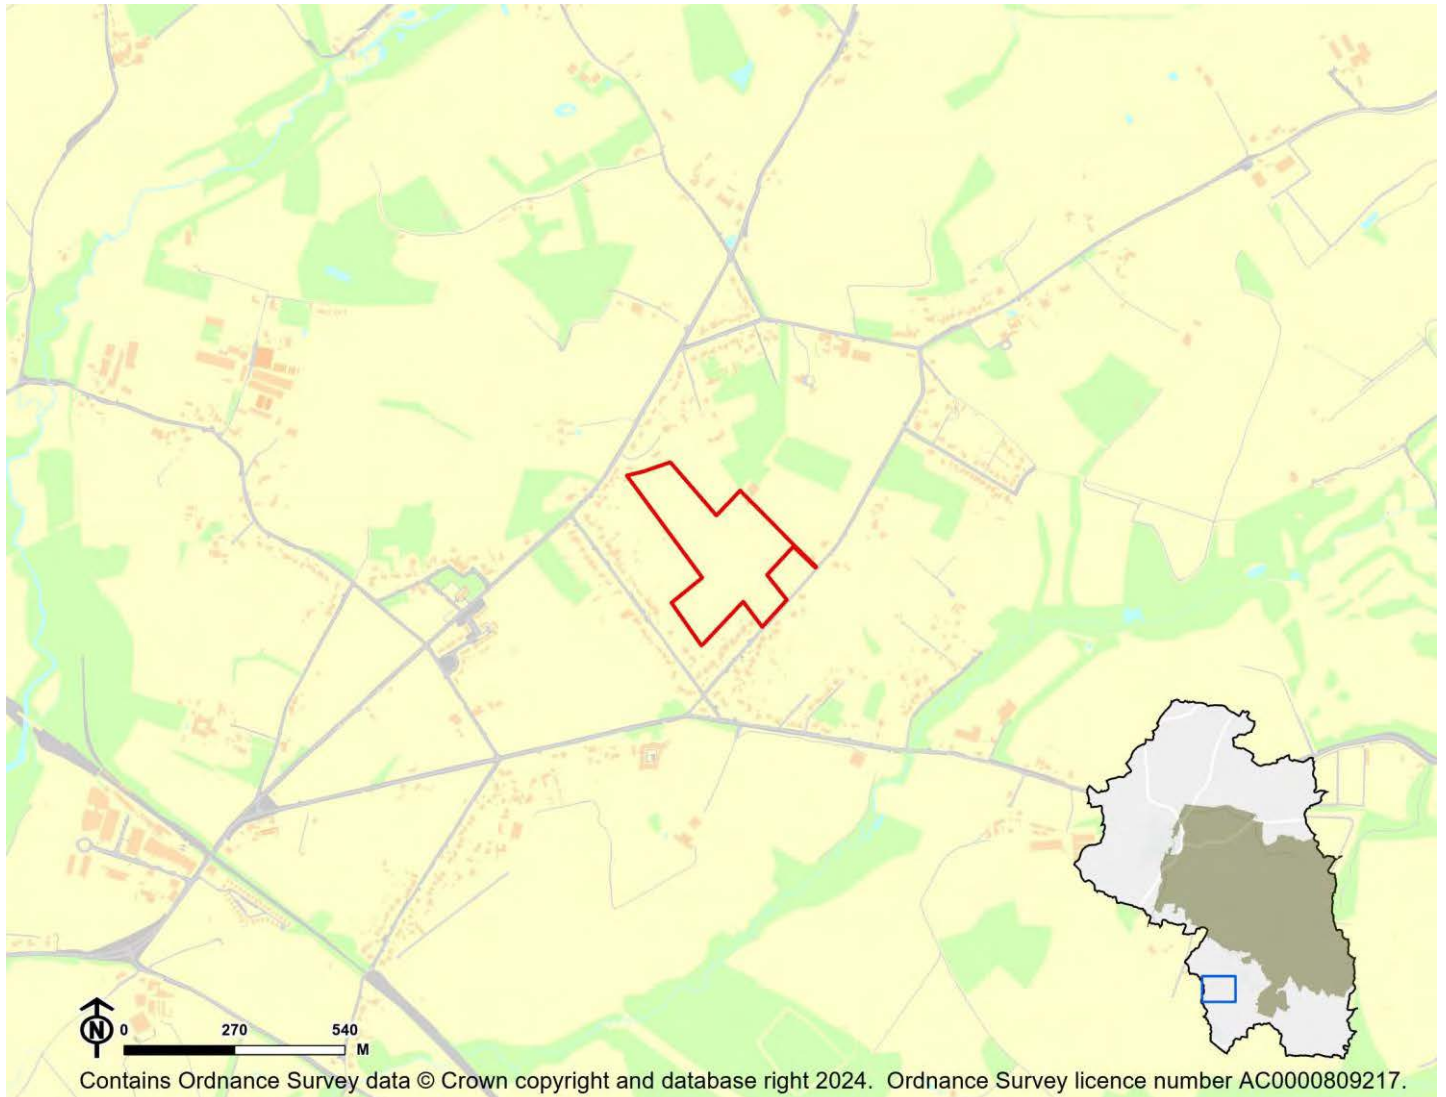 N
0 270 540
M
Contains Ordnance Survey data © Crown copyright and database right 2024. Ordnance Survey licence number AC0000809217.